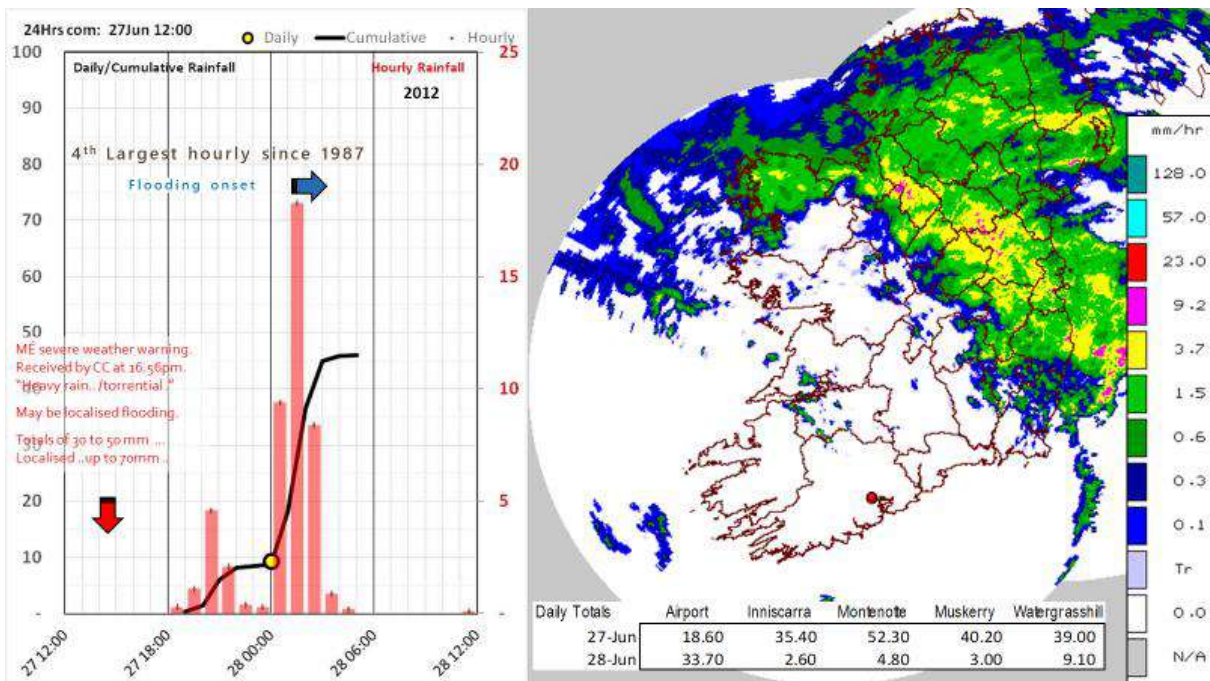 24Hrs com: 27Jun 12:00
Daily
Cumulative
Hourly
100
90
80
70
60
50
40
30
20
10
-
25
20
15
10
5
-
Daily/Cumulative Rainfall
Hourly Rainfall
2012
4th Largest hourly since 1987
Flooding onset
ME severe weather warning.
Received by CC at 16.56pm.
"Heavy rain../torrential "
May be localised flooding.
Totals of 30 to 50mm ...
Localised ..up to 70mm ..
27 12:00
27 18:00
28 00:00
28 06:00
28 12:00
mm/hr
128.0
57.0
23.0
9.2
3.7
1.5
0.6
0.3
0.1
Tr
0.0
N/A
Daily Totals Airport Inniscarra Montenotte Muskerry Watergrasshill
27-Jun 18.60 35.40 52.30 40.20 39.00
28-Jun 33.70 2.60 4.80 3.00 9.10